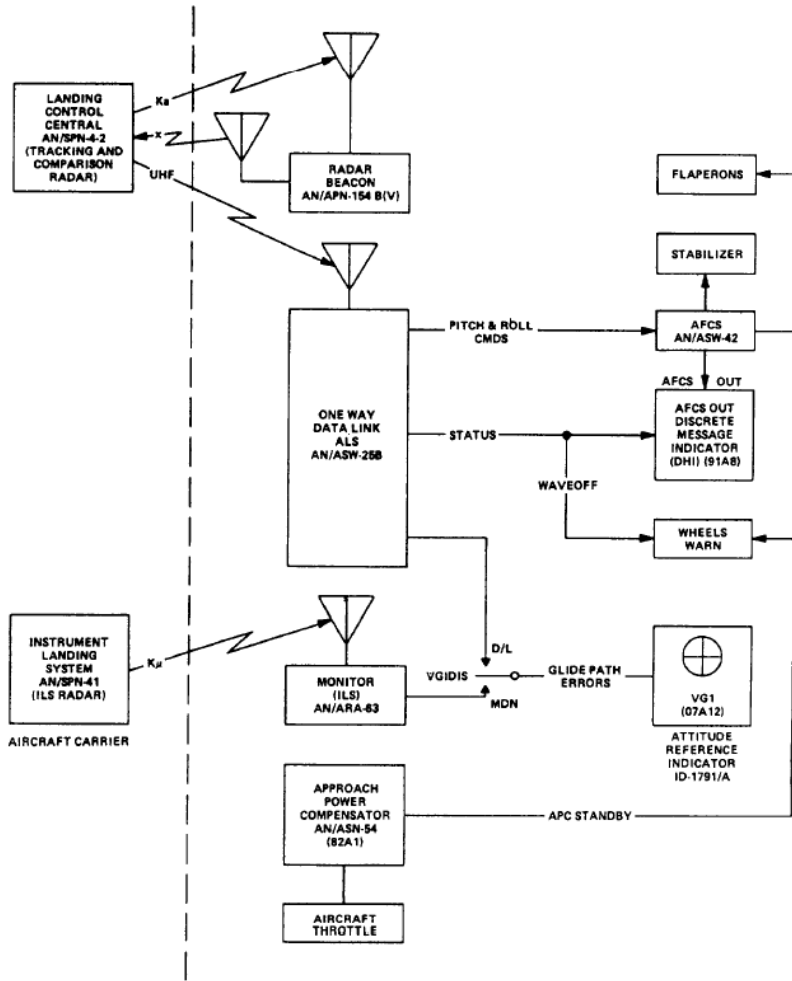 LANDING
CONTROL
CENTRAL
AN/SPN-4-2
(TRACKING AND
COMPARISON
RADAR)
Ka
X
UHF
RADAR
BEACON
AN/APN-154 B(V)
FLAPERONS
STABILIZER
PITCH & ROLL
CMDS
AFCS
AN/ASW-42
AFCS OUT
ONE WAY
DATA LINK
ALS
AN/ASW-25B
STATUS
AFCS OUT
DISCRETE
MESSAGE
INDICATOR
(DHI) (91A8)
WAVEOFF
WHEELS
WARN
INSTRUMENT
LANDING
SYSTEM
AN/SPN-41
(ILS RADAR)
AIRCRAFT CARRIER
Kμ
MONITOR
(ILS)
AN/ARA-63
D/L
VGIDIS
MDN
GLIDE PATH
ERRORS
VG1
(07A12)
ATTITUDE
REFERENCE
INDICATOR
ID-1791/A
APPROACH
POWER
COMPENSATOR
AN/ASN-54
(82A1)
APC STANDBY
AIRCRAFT
THROTTLE